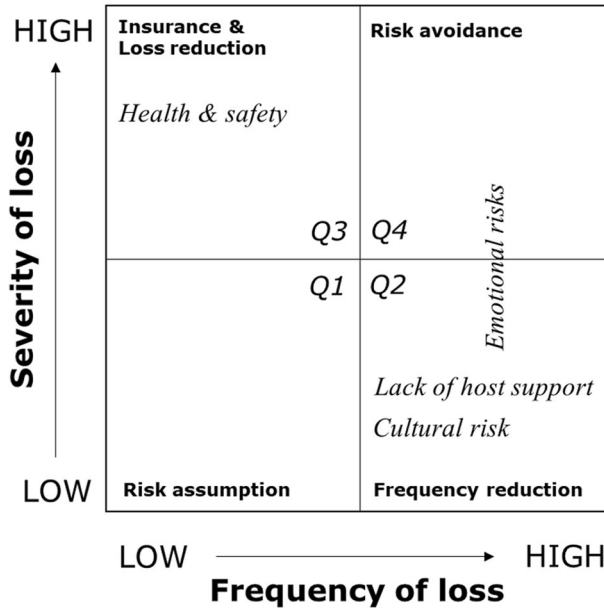 HIGH
Insurance &
Loss reduction
Risk avoidance
Health & safety
Severity of loss
Q3
Q4
Emotional risks
Q1
Q2
Lack of host support
Cultural risk
LOW
Risk assumption
Frequency reduction
LOW
HIGH
Frequency of loss